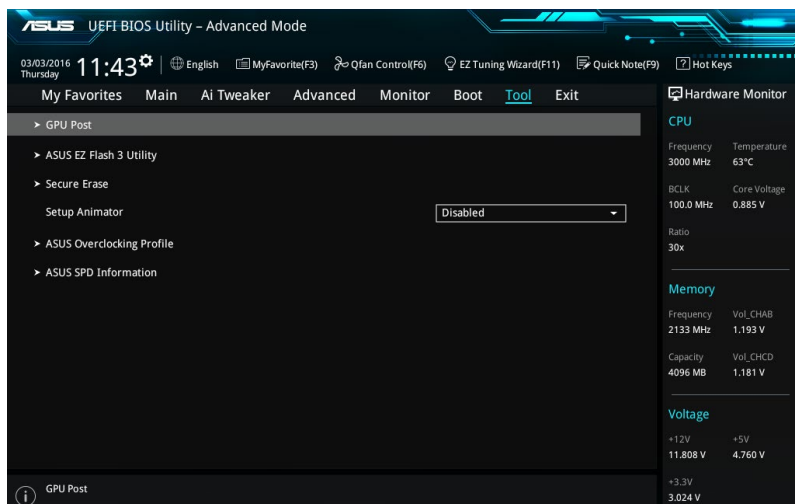 ASUS UEFI BIOS Utility – Advanced Mode
03/03/2016 Thursday 11:43 English MyFavorite(F3) Qfan Control(F6) EZ Tuning Wizard(F11) Quick Note(F9) ? Hot Keys
My Favorites Main Ai Tweaker Advanced Monitor Boot Tool Exit
Hardware Monitor
> GPU Post
> ASUS EZ Flash 3 Utility
> Secure Erase
Setup Animator Disabled
> ASUS Overclocking Profile
> ASUS SPD Information
CPU
Frequency Temperature
3000 MHz 63°C
BCLK Core Voltage
100.0 MHz 0.885 V
Ratio
30x
Memory
Frequency Vol_CHAB
2133 MHz 1.193 V
Capacity Vol_CHCD
4096 MB 1.181 V
Voltage
+12V +5V
11.808 V 4.760 V
+3.3V
3.024 V
i GPU Post